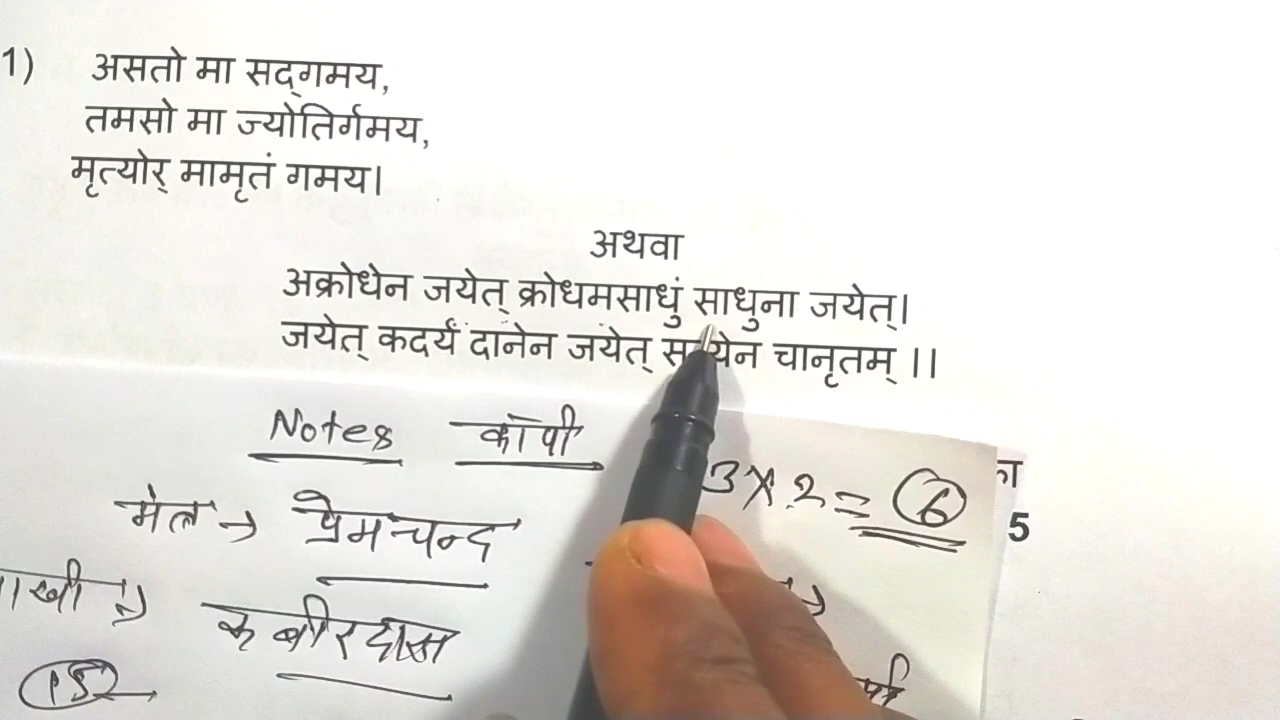 1) असतो मा सद्गमय,
तमसो मा ज्योतिर्गमय,
मृत्योर् मामृतं गमय।
अथवा
अक्रोधेन जयेत् क्रोधमसाधुं साधुना जयेत्।
जयेत् कदर्यं दानेन जयेत् चानृतम् ।।
Notes कॉपी
3 x 2 = 6
5
प्रेमचन्द
कबीरदास
152